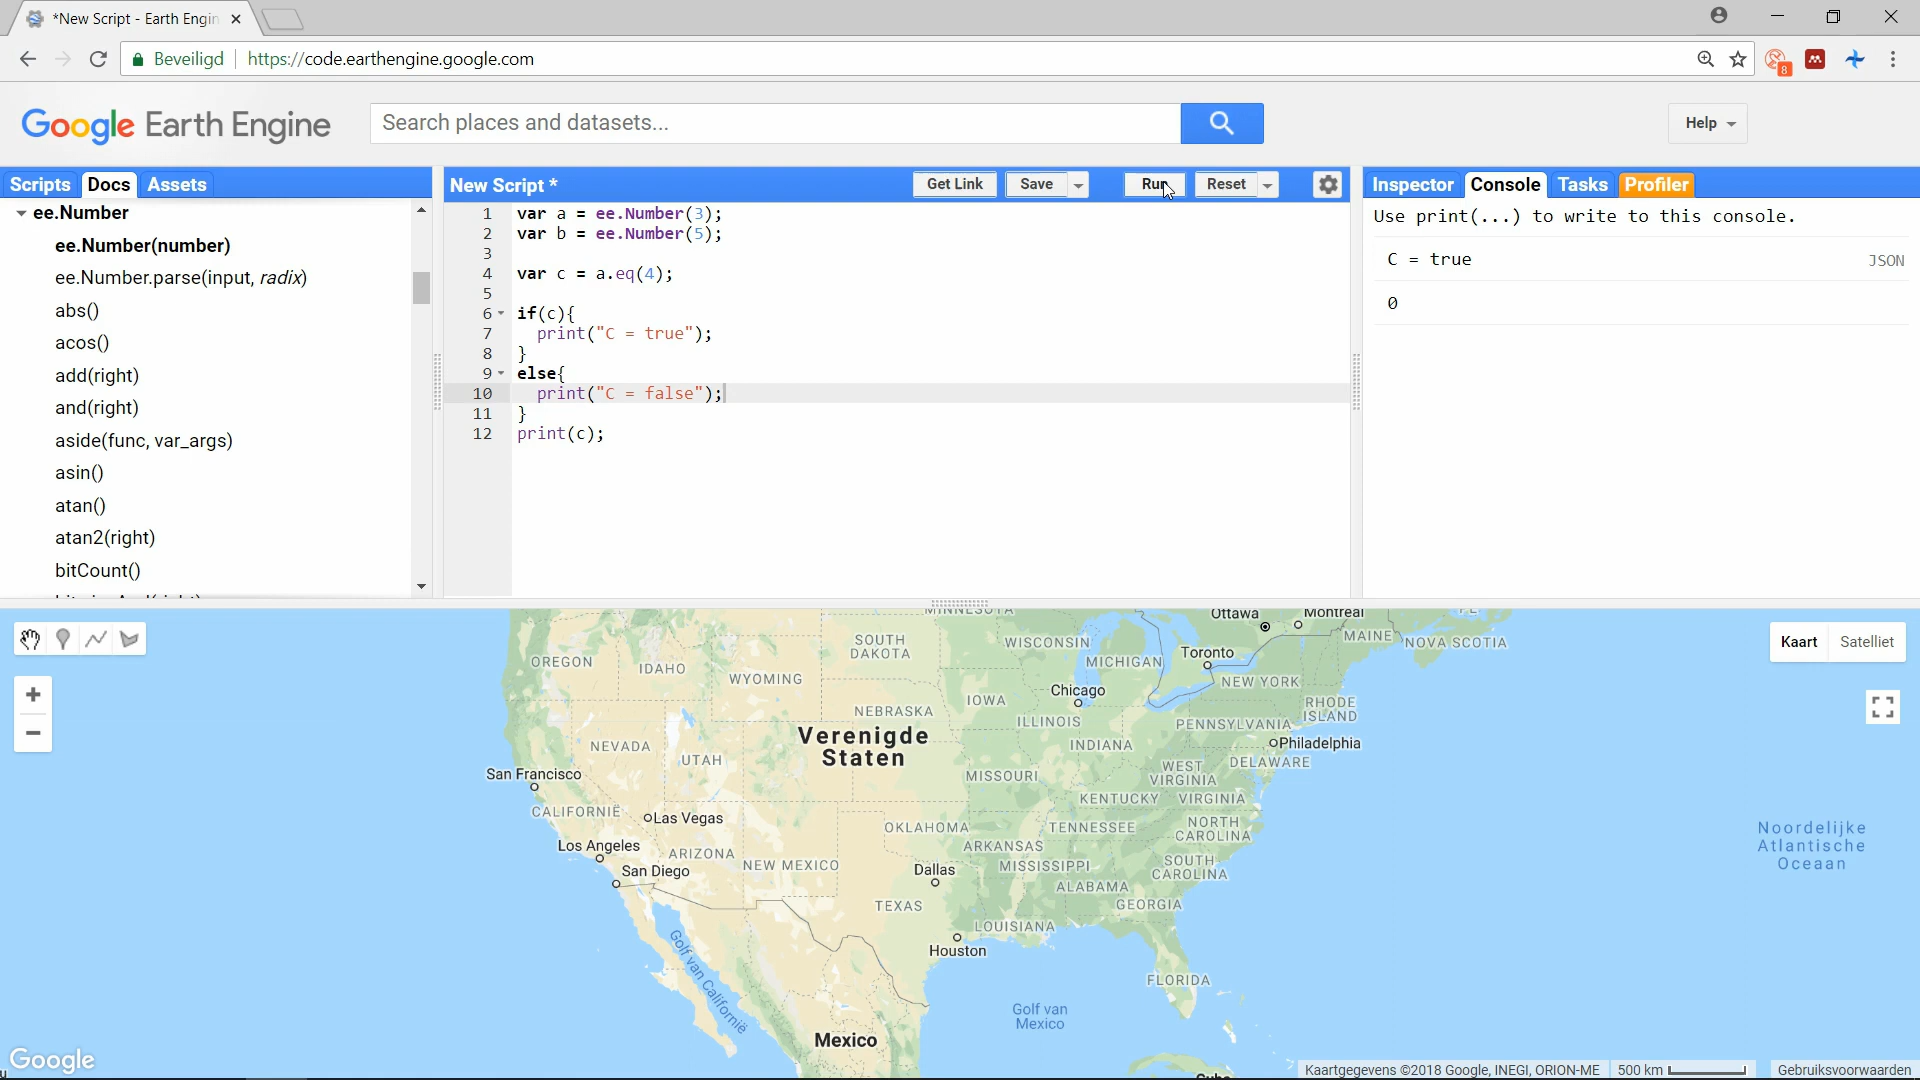 *New Script - Earth Engin
Beveiligd
https://code.earthengine.google.com
8
Google Earth Engine
Search places and datasets...
Help
Scripts
Docs
Assets
ee.Number
ee.Number(number)
ee.Number.parse(input, radix)
abs()
acos()
add(right)
and(right)
aside(func, var_args)
asin()
atan()
atan2(right)
bitCount()
New Script *
Get Link
Save
Run
Reset
1 var a = ee.Number(3);
2 var b = ee.Number(5);
3
4 var c = a.eq(4);
5
6 if(c){
7 print("C = true");
8 }
9 else{
10 print("C = false");
11 }
12 print(c);
Inspector
Console
Tasks
Profiler
Use print(...) to write to this console.
C = true
JSON
0
Kaart
Satelliet
MINNESOTA
Ottawa
Montréal
OREGON
IDAHO
SOUTH
DAKOTA
WISCONSIN
MICHIGAN
Toronto
MAINE
NOVA SCOTIA
WYOMING
NEW YORK
Chicago
IOWA
NEBRASKA
ILLINOIS
RHODE
ISLAND
PENNSYLVANIA
Philadelphia
NEVADA
UTAH
Verenigde
Staten
INDIANA
San Francisco
MISSOURI
WEST
VIRGINIA
DELAWARE
CALIFORNIË
Las Vegas
KENTUCKY
VIRGINIA
OKLAHOMA
TENNESSEE
NORTH
CAROLINA
Los Angeles
ARIZONA
NEW MEXICO
ARKANSAS
San Diego
Dallas
MISSISSIPPI
SOUTH
CAROLINA
ALABAMA
TEXAS
GEORGIA
LOUISIANA
Houston
FLORIDA
Golf van Californië
Golf van
Mexico
Mexico
Noordelijke
Atlantische
Oceaan
Google
Kaartgegevens ©2018 Google, INEGI, ORION-ME
500 km
Gebruiksvoorwaarden